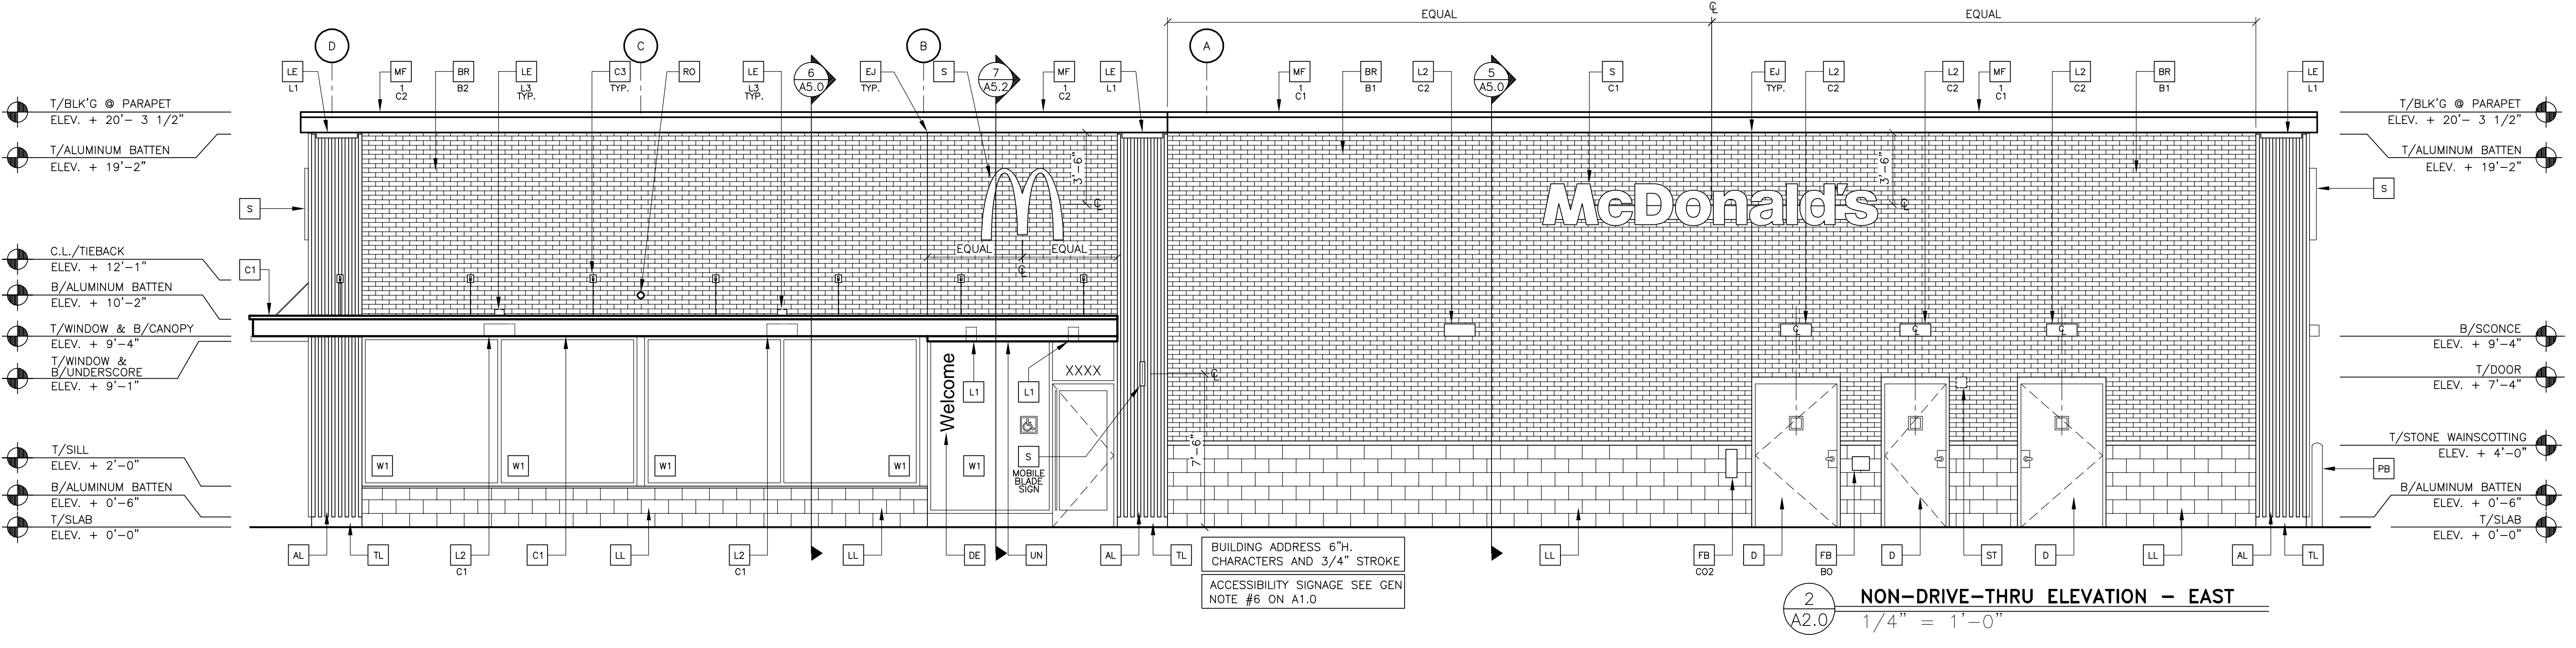 EQUAL
℄
EQUAL
D
C
B
A
LE
L1
MF
1
C2
BR
B2
LE
L3
TYP.
C3
TYP.
RO
LE
L3
TYP.
6
A5.0
EJ
TYP.
S
7
A5.2
MF
1
C2
LE
L1
MF
1
C1
BR
B1
L2
C2
5
A5.0
S
C1
EJ
TYP.
L2
C2
L2
C2
MF
1
C1
L2
C2
BR
B1
LE
L1
T/BLK'G @ PARAPET
ELEV. + 20'- 3 1/2"
T/ALUMINUM BATTEN
ELEV. + 19'-2"
C.L./TIEBACK
ELEV. + 12'-1"
B/ALUMINUM BATTEN
ELEV. + 10'-2"
T/WINDOW & B/CANOPY
ELEV. + 9'-4"
T/WINDOW &
B/UNDERSCORE
ELEV. + 9'-1"
T/SILL
ELEV. + 2'-0"
B/ALUMINUM BATTEN
ELEV. + 0'-6"
T/SLAB
ELEV. + 0'-0"
S
C1
3'-6"
℄
EQUAL
EQUAL
℄
McDonald's
3'-6"
℄
℄
℄
℄
Welcome
XXXX
L1
L1
W1
W1
W1
W1
W1
S
MOBILE
BLADE
SIGN
℄
7'-6"
T/BLK'G @ PARAPET
ELEV. + 20'- 3 1/2"
T/ALUMINUM BATTEN
ELEV. + 19'-2"
S
B/SCONCE
ELEV. + 9'-4"
T/DOOR
ELEV. + 7'-4"
T/STONE WAINSCOTTING
ELEV. + 4'-0"
PB
B/ALUMINUM BATTEN
ELEV. + 0'-6"
T/SLAB
ELEV. + 0'-0"
AL
TL
L2
C1
C1
LL
L2
C1
LL
DE
UN
AL
TL
BUILDING ADDRESS 6"H.
CHARACTERS AND 3/4" STROKE
ACCESSIBILITY SIGNAGE SEE GEN
NOTE #6 ON A1.0
LL
FB
CO2
D
FB
BO
D
ST
D
LL
AL
TL
2
A2.0
NON-DRIVE-THRU ELEVATION - EAST
1/4" = 1'-0"